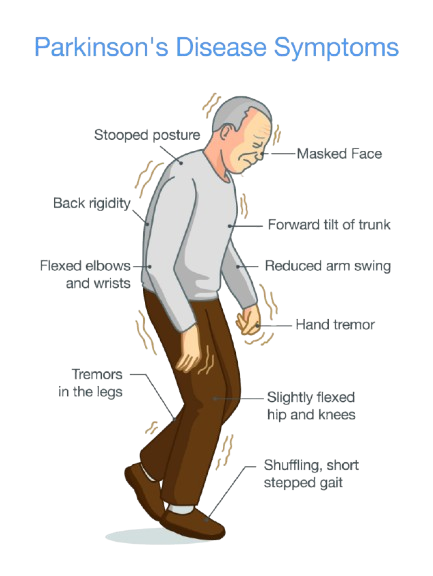 Parkinson's Disease Symptoms
Stooped posture
Masked Face
Back rigidity
Forward tilt of trunk
Flexed elbows
and wrists
Reduced arm swing
Hand tremor
Tremors
in the legs
Slightly flexed
hip and knees
Shuffling, short
stepped gait